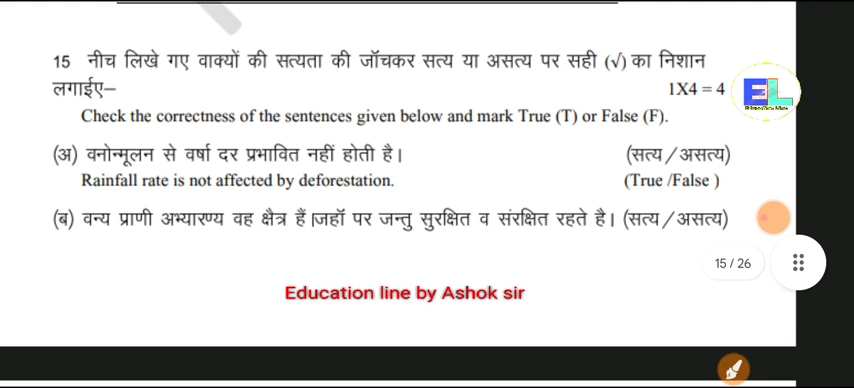 15 नीच लिखे गए वाक्यों की सत्यता की जॉचकर सत्य या असत्य पर सही (√) का निशान
लगाईए– 1X4 = 4
Check the correctness of the sentences given below and mark True (T) or False (F).
(अ) वनोन्मूलन से वर्षा दर प्रभावित नहीं होती है। (सत्य/असत्य)
Rainfall rate is not affected by deforestation. (True /False )
(ब) वन्य प्राणी अभ्यारण्य वह क्षैत्र हैं।जहॉ पर जन्तु सुरक्षित व संरक्षित रहते है। (सत्य/असत्य)
15 / 26
Education line by Ashok sir